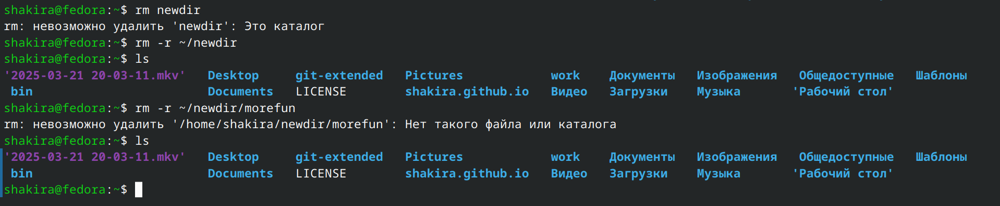 shakira@fedora:~$ rm newdir
rm: невозможно удалить 'newdir': Это каталог
shakira@fedora:~$ rm -r ~/newdir
shakira@fedora:~$ ls
'2025-03-21 20-03-11.mkv' Desktop git-extended Pictures work Документы Изображения Общедоступные Шаблоны
bin Documents LICENSE shakira.github.io Видео Загрузки Музыка 'Рабочий стол'
shakira@fedora:~$ rm -r ~/newdir/morefun
rm: невозможно удалить '/home/shakira/newdir/morefun': Нет такого файла или каталога
shakira@fedora:~$ ls
'2025-03-21 20-03-11.mkv' Desktop git-extended Pictures work Документы Изображения Общедоступные Шаблоны
bin Documents LICENSE shakira.github.io Видео Загрузки Музыка 'Рабочий стол'
shakira@fedora:~$